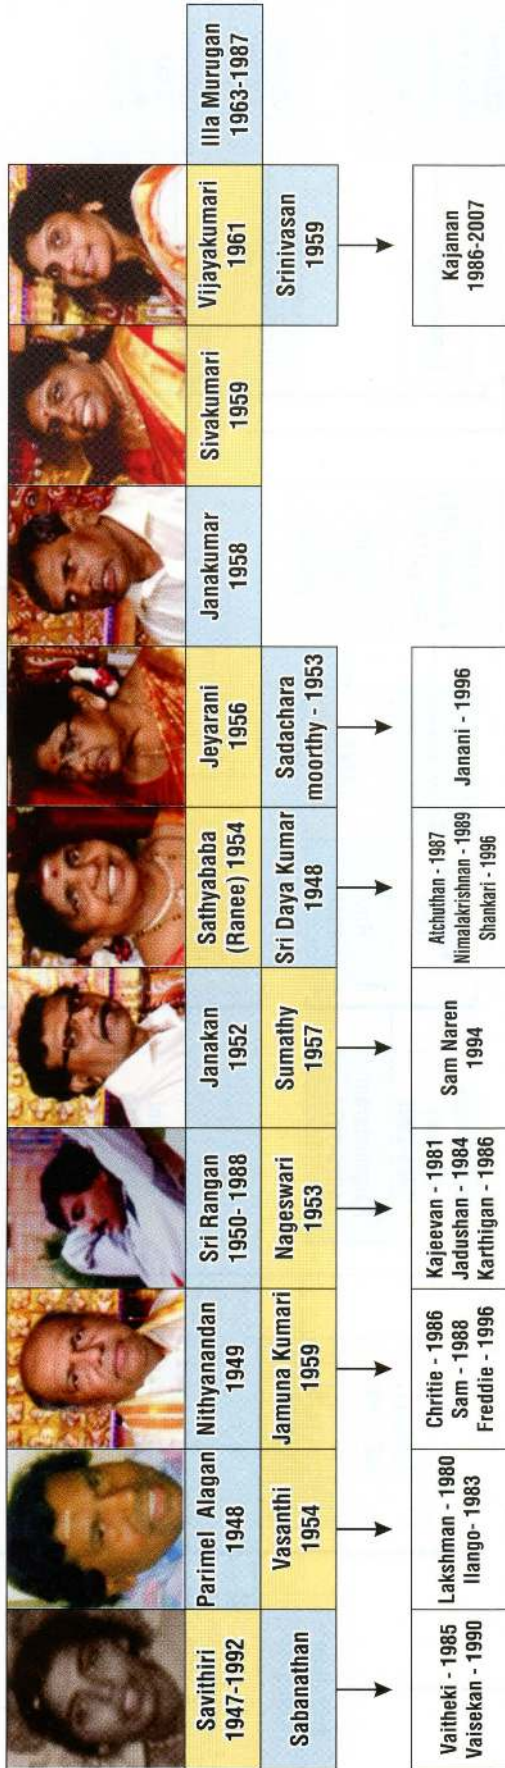 Savithiri
1947-1992
Sabanathan
Vaitheki - 1985
Vaisekan - 1990
Parimel Alagan
1948
Vasanthi
1954
Lakshman - 1980
Ilango- 1983
Nithyanandan
1949
Jamuna Kumari
1959
Chritie - 1986
Sam - 1988
Freddie - 1996
Sri Rangan
1950- 1988
Nageswari
1953
Kajeevan - 1981
Jadushan - 1984
Karthigan - 1986
Janakan
1952
Sumathy
1957
Sam Naren
1994
Sathyababa
(Ranee) 1954
Sri Daya Kumar
1948
Atchuthan - 1987
Nimalakrishnan - 1989
Shankari - 1996
Jeyarani
1956
Sadachara
moorthy - 1953
Janani - 1996
Janakumar
1958
Sivakumari
1959
Vijayakumari
1961
Srinivasan
1959
Kajanan
1986-2007
Illa Murugan
1963-1987